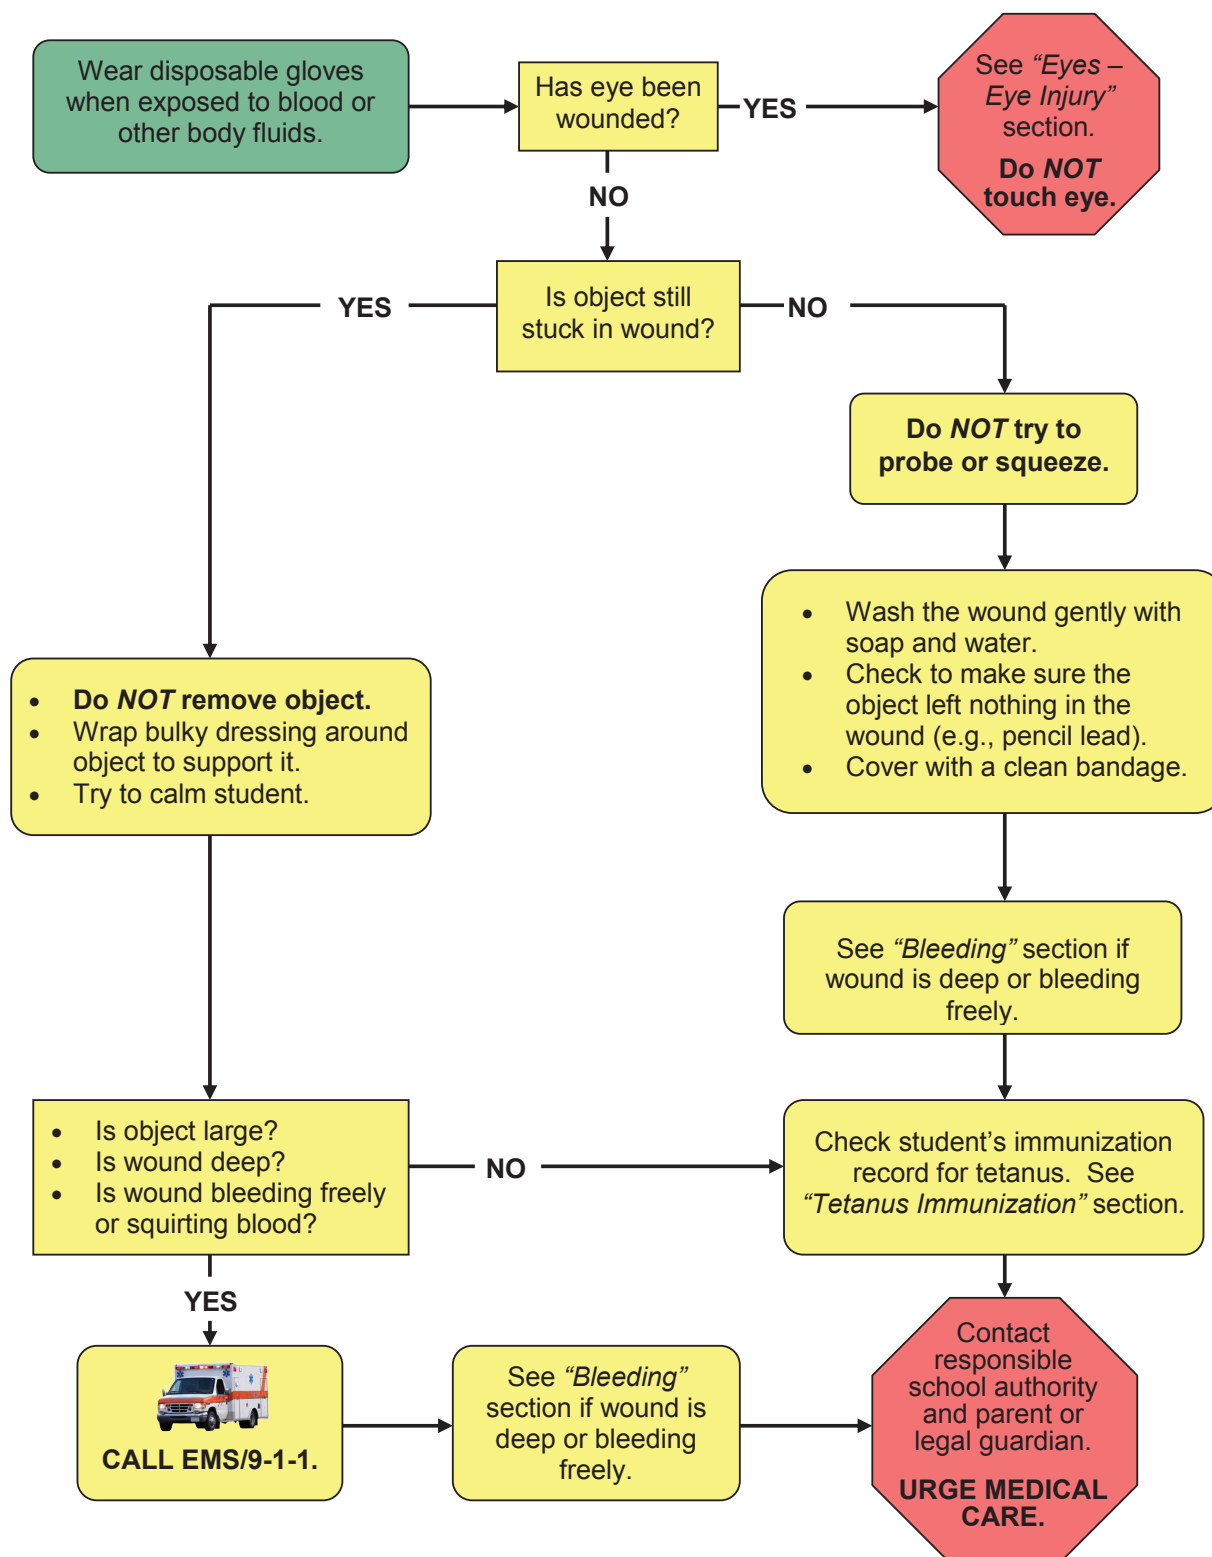 Wear disposable gloves
when exposed to blood or
other body fluids.
Has eye been
wounded?
YES
See “Eyes –
Eye Injury”
section.
Do NOT
touch eye.
NO
Is object still
stuck in wound?
YES
NO
Do NOT try to
probe or squeeze.
• Wash the wound gently with
soap and water.
• Check to make sure the
object left nothing in the
wound (e.g., pencil lead).
• Cover with a clean bandage.
• Do NOT remove object.
• Wrap bulky dressing around
object to support it.
• Try to calm student.
See “Bleeding” section if
wound is deep or bleeding
freely.
• Is object large?
• Is wound deep?
• Is wound bleeding freely
or squirting blood?
NO
Check student’s immunization
record for tetanus. See
“Tetanus Immunization” section.
YES
CALL EMS/9-1-1.
See “Bleeding”
section if wound is
deep or bleeding
freely.
Contact
responsible
school authority
and parent or
legal guardian.
URGE MEDICAL
CARE.